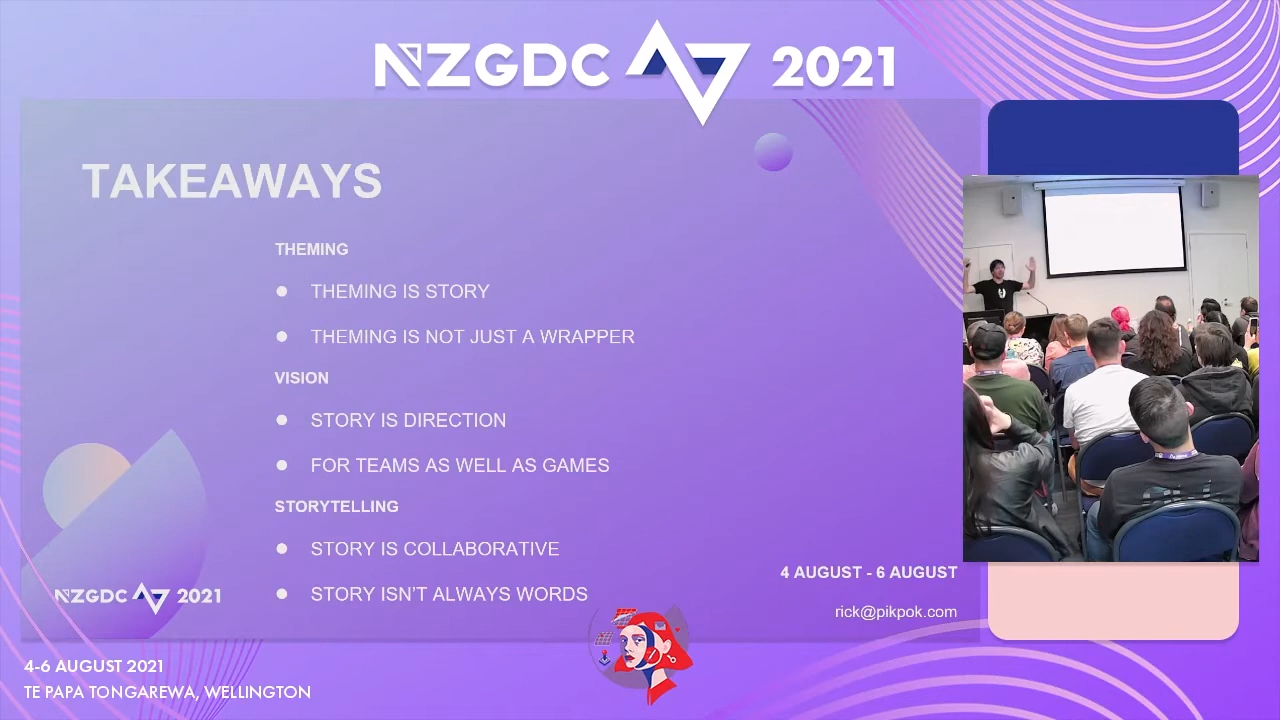 NZGDC 2021
TAKEAWAYS
THEMING
● THEMING IS STORY
● THEMING IS NOT JUST A WRAPPER
VISION
● STORY IS DIRECTION
● FOR TEAMS AS WELL AS GAMES
STORYTELLING
● STORY IS COLLABORATIVE
● STORY ISN'T ALWAYS WORDS
4 AUGUST - 6 AUGUST
rick@pikpok.com
NZGDC 2021
4-6 AUGUST 2021
TE PAPA TONGAREWA, WELLINGTON